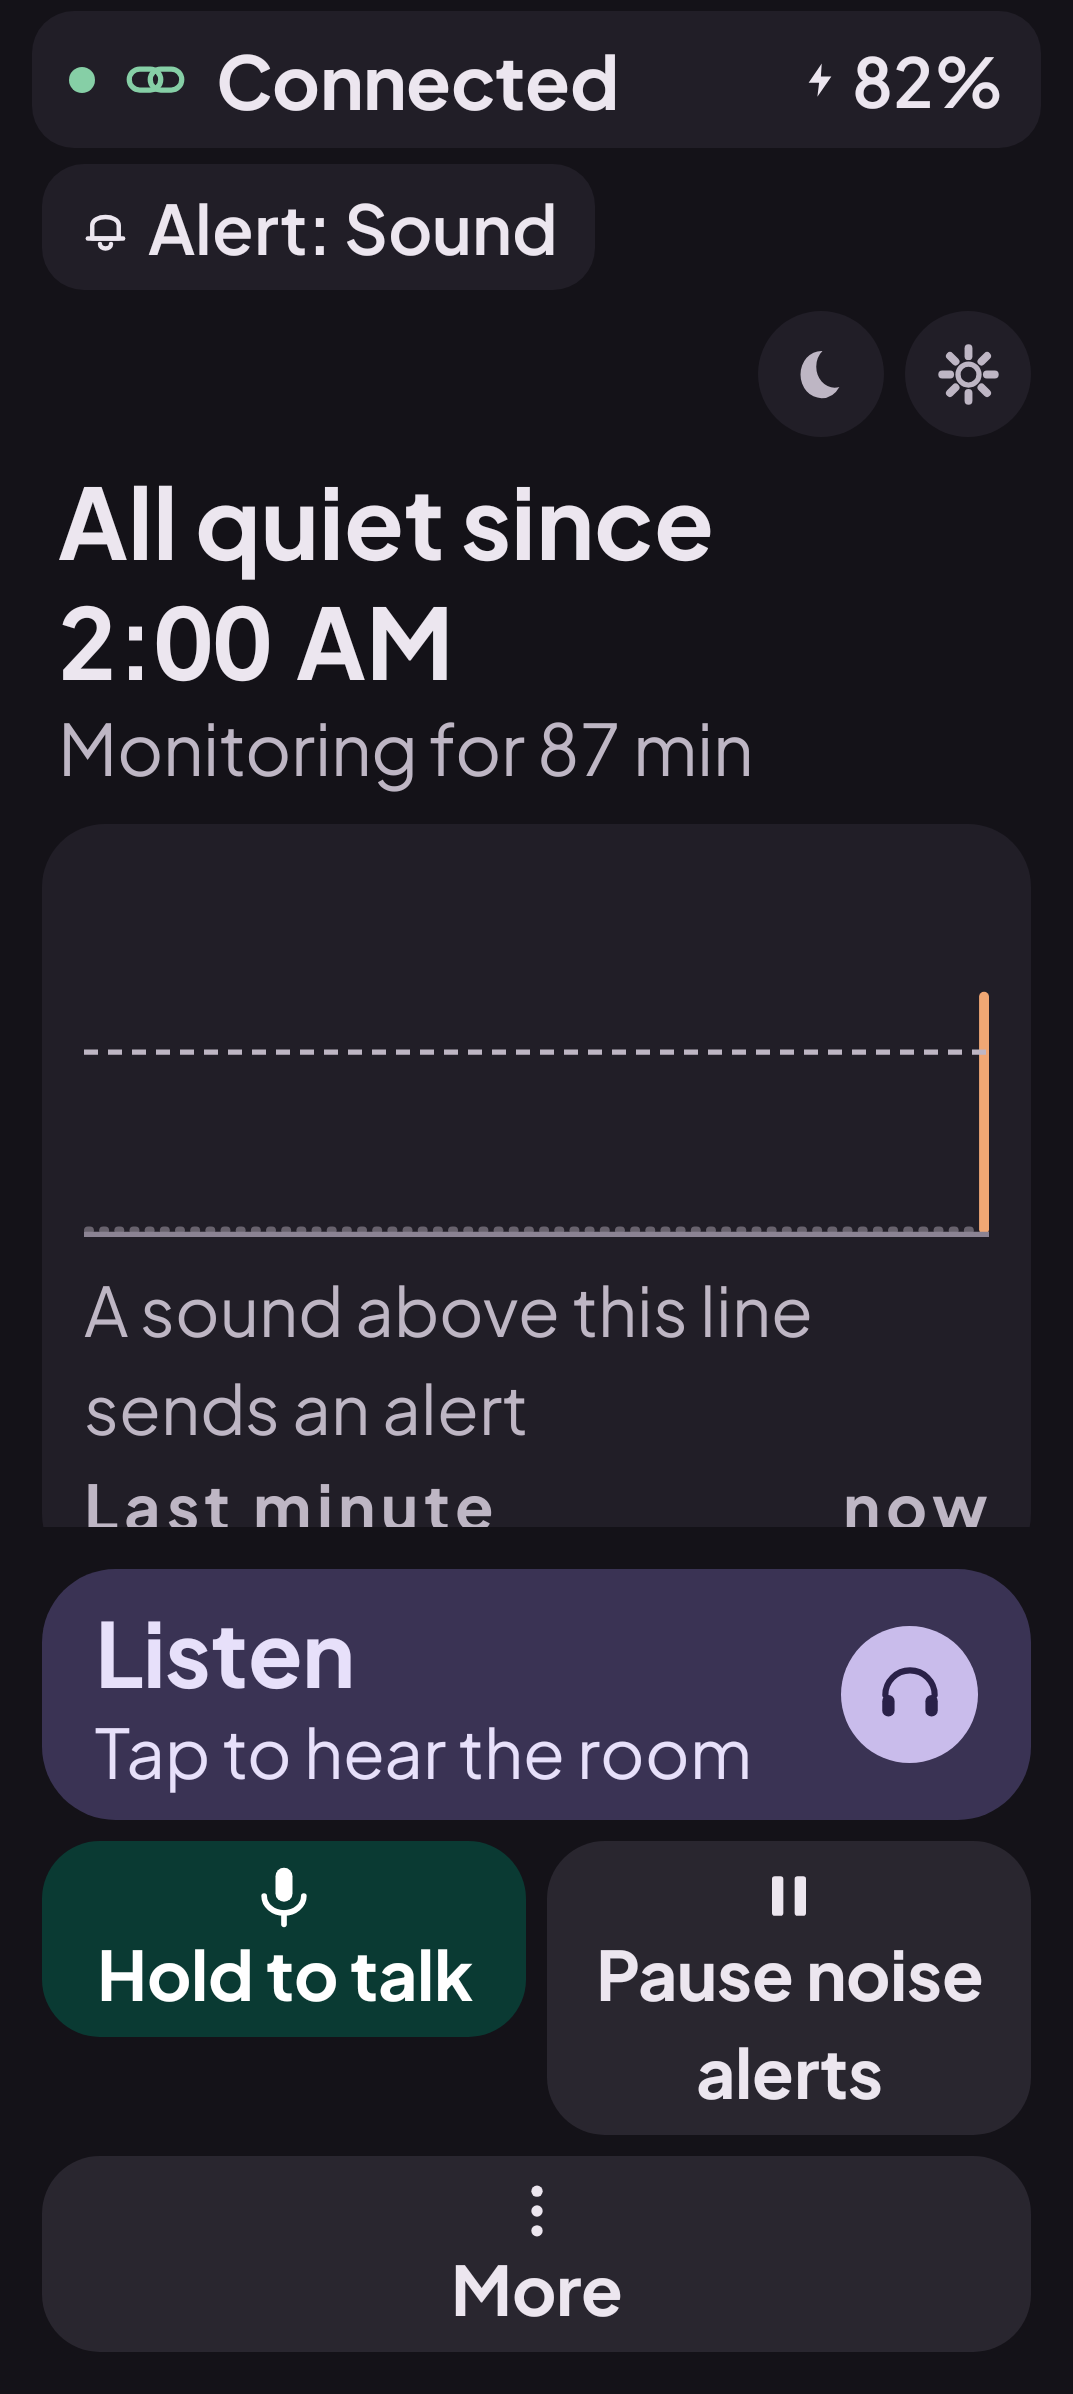 Connected
82%
Alert: Sound
All quiet since
2:00 AM
Monitoring for 87 min
A sound above this line
sends an alert
Last minute
now
Listen
Tap to hear the room
Hold to talk
Pause noise
alerts
More